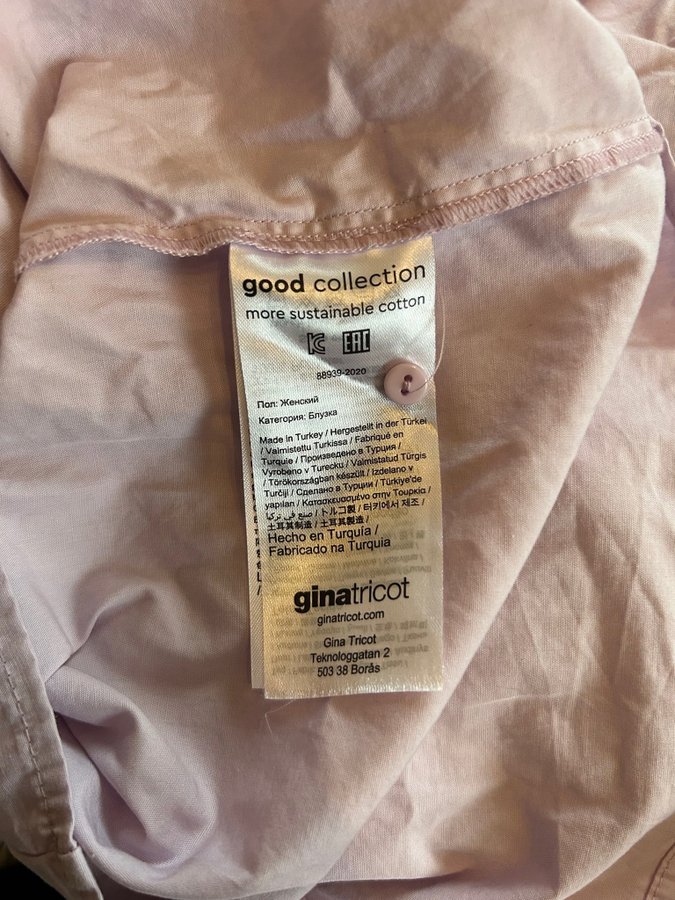 good collection
more sustainable cotton
EAC
88939-2020
Пол: Женский
Категория: Блузка
Made in Turkey / Hergestellt in der Türkei
/ Valmistettu Turkissa / Fabriqué en
Turquie / Произведено в Турция /
Vyrobeno v Turecku / Valmistatud Türgis
/ Törökországban készült / Izdelano v
Turčiji / Сделано в Турции / Türkiye'de
yapılan / Κατασκευασμένο στην Τουρκία /
صنع في تركيا / トルコ製 / 터키에서 제조 /
土耳其制造 / 土耳其製造 /
Hecho en Turquía /
Fabricado na Turquia
ginatricot
ginatricot.com
Gina Tricot
Teknologgatan 2
503 38 Borås